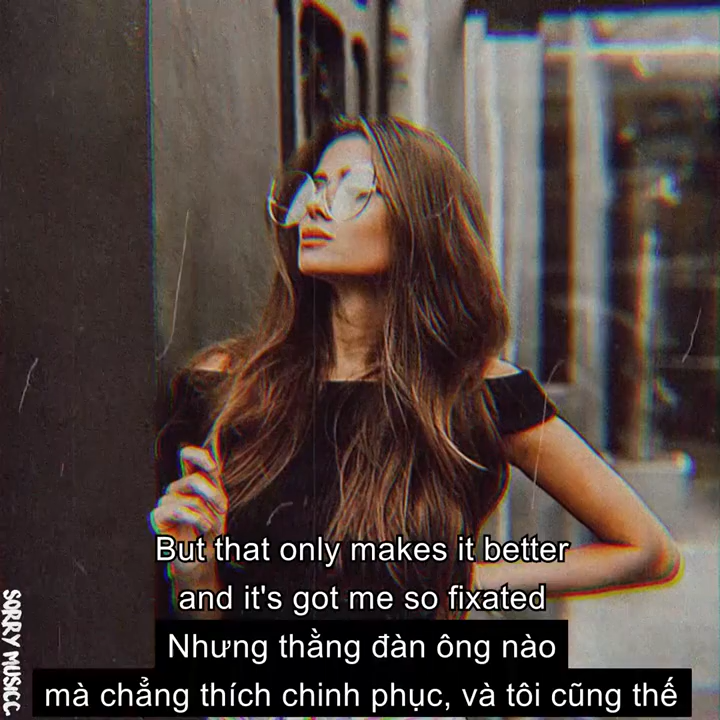 But that only makes it better
and it's got me so fixated
Nhưng thằng đàn ông nào
mà chẳng thích chinh phục, và tôi cũng thế
SORRY MUSICC